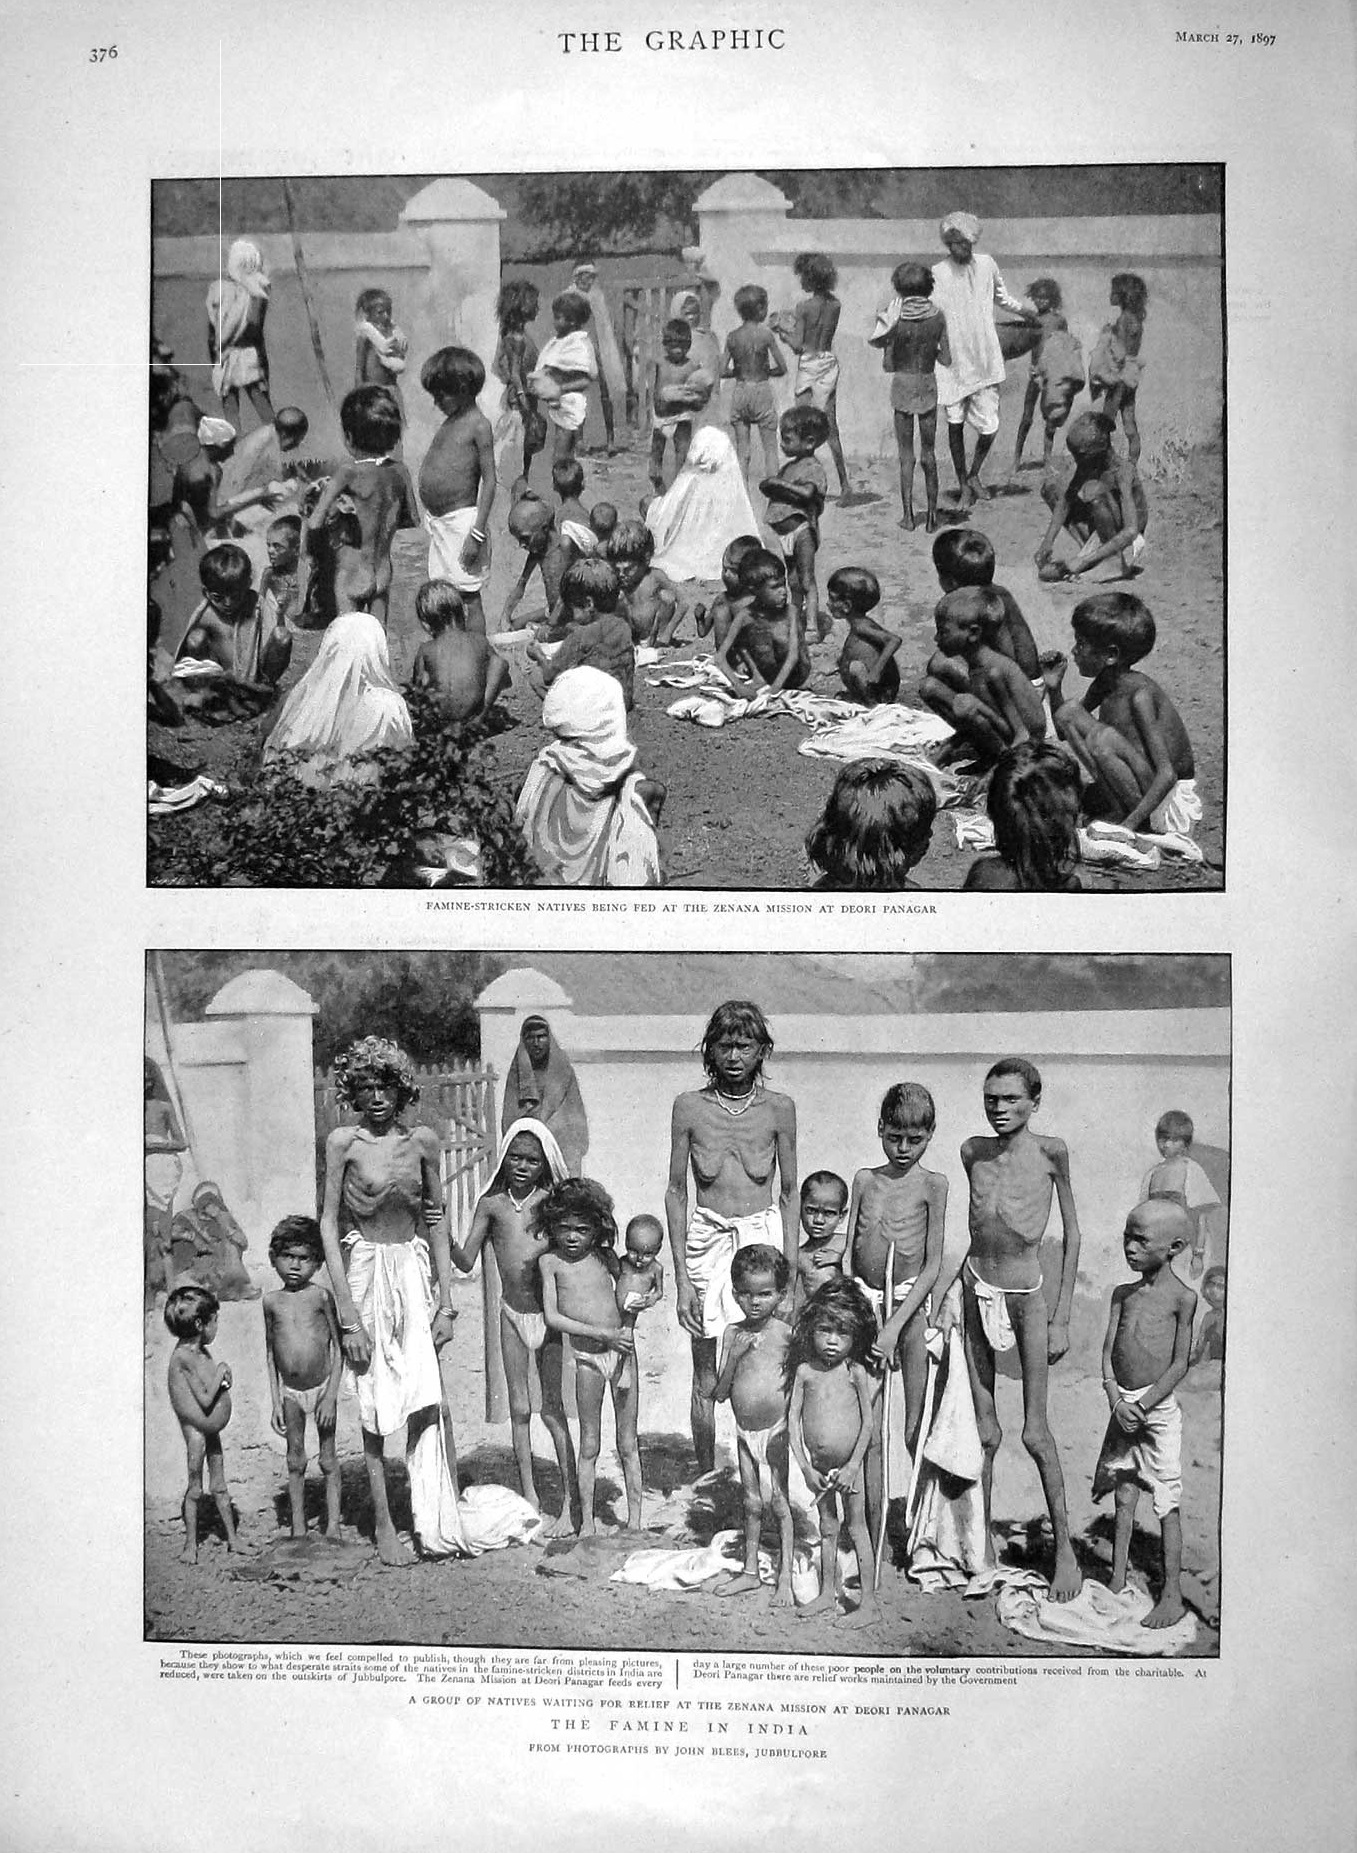 376
THE GRAPHIC
MARCH 27, 1897
FAMINE-STRICKEN NATIVES BEING FED AT THE ZENANA MISSION AT DEORI PANAGAR
These photographs, which we feel compelled to publish, though they are far from pleasing pictures,
because they show to what desperate straits some of the natives in the famine-stricken districts in India are
reduced, were taken on the outskirts of Jubbulpore. The Zenana Mission at Deori Panagar feeds every
day a large number of these poor people on the voluntary contributions received from the charitable. At
Deori Panagar there are relief works maintained by the Government
A GROUP OF NATIVES WAITING FOR RELIEF AT THE ZENANA MISSION AT DEORI PANAGAR
THE FAMINE IN INDIA
FROM PHOTOGRAPHS BY JOHN BLEES, JUBBULPORE